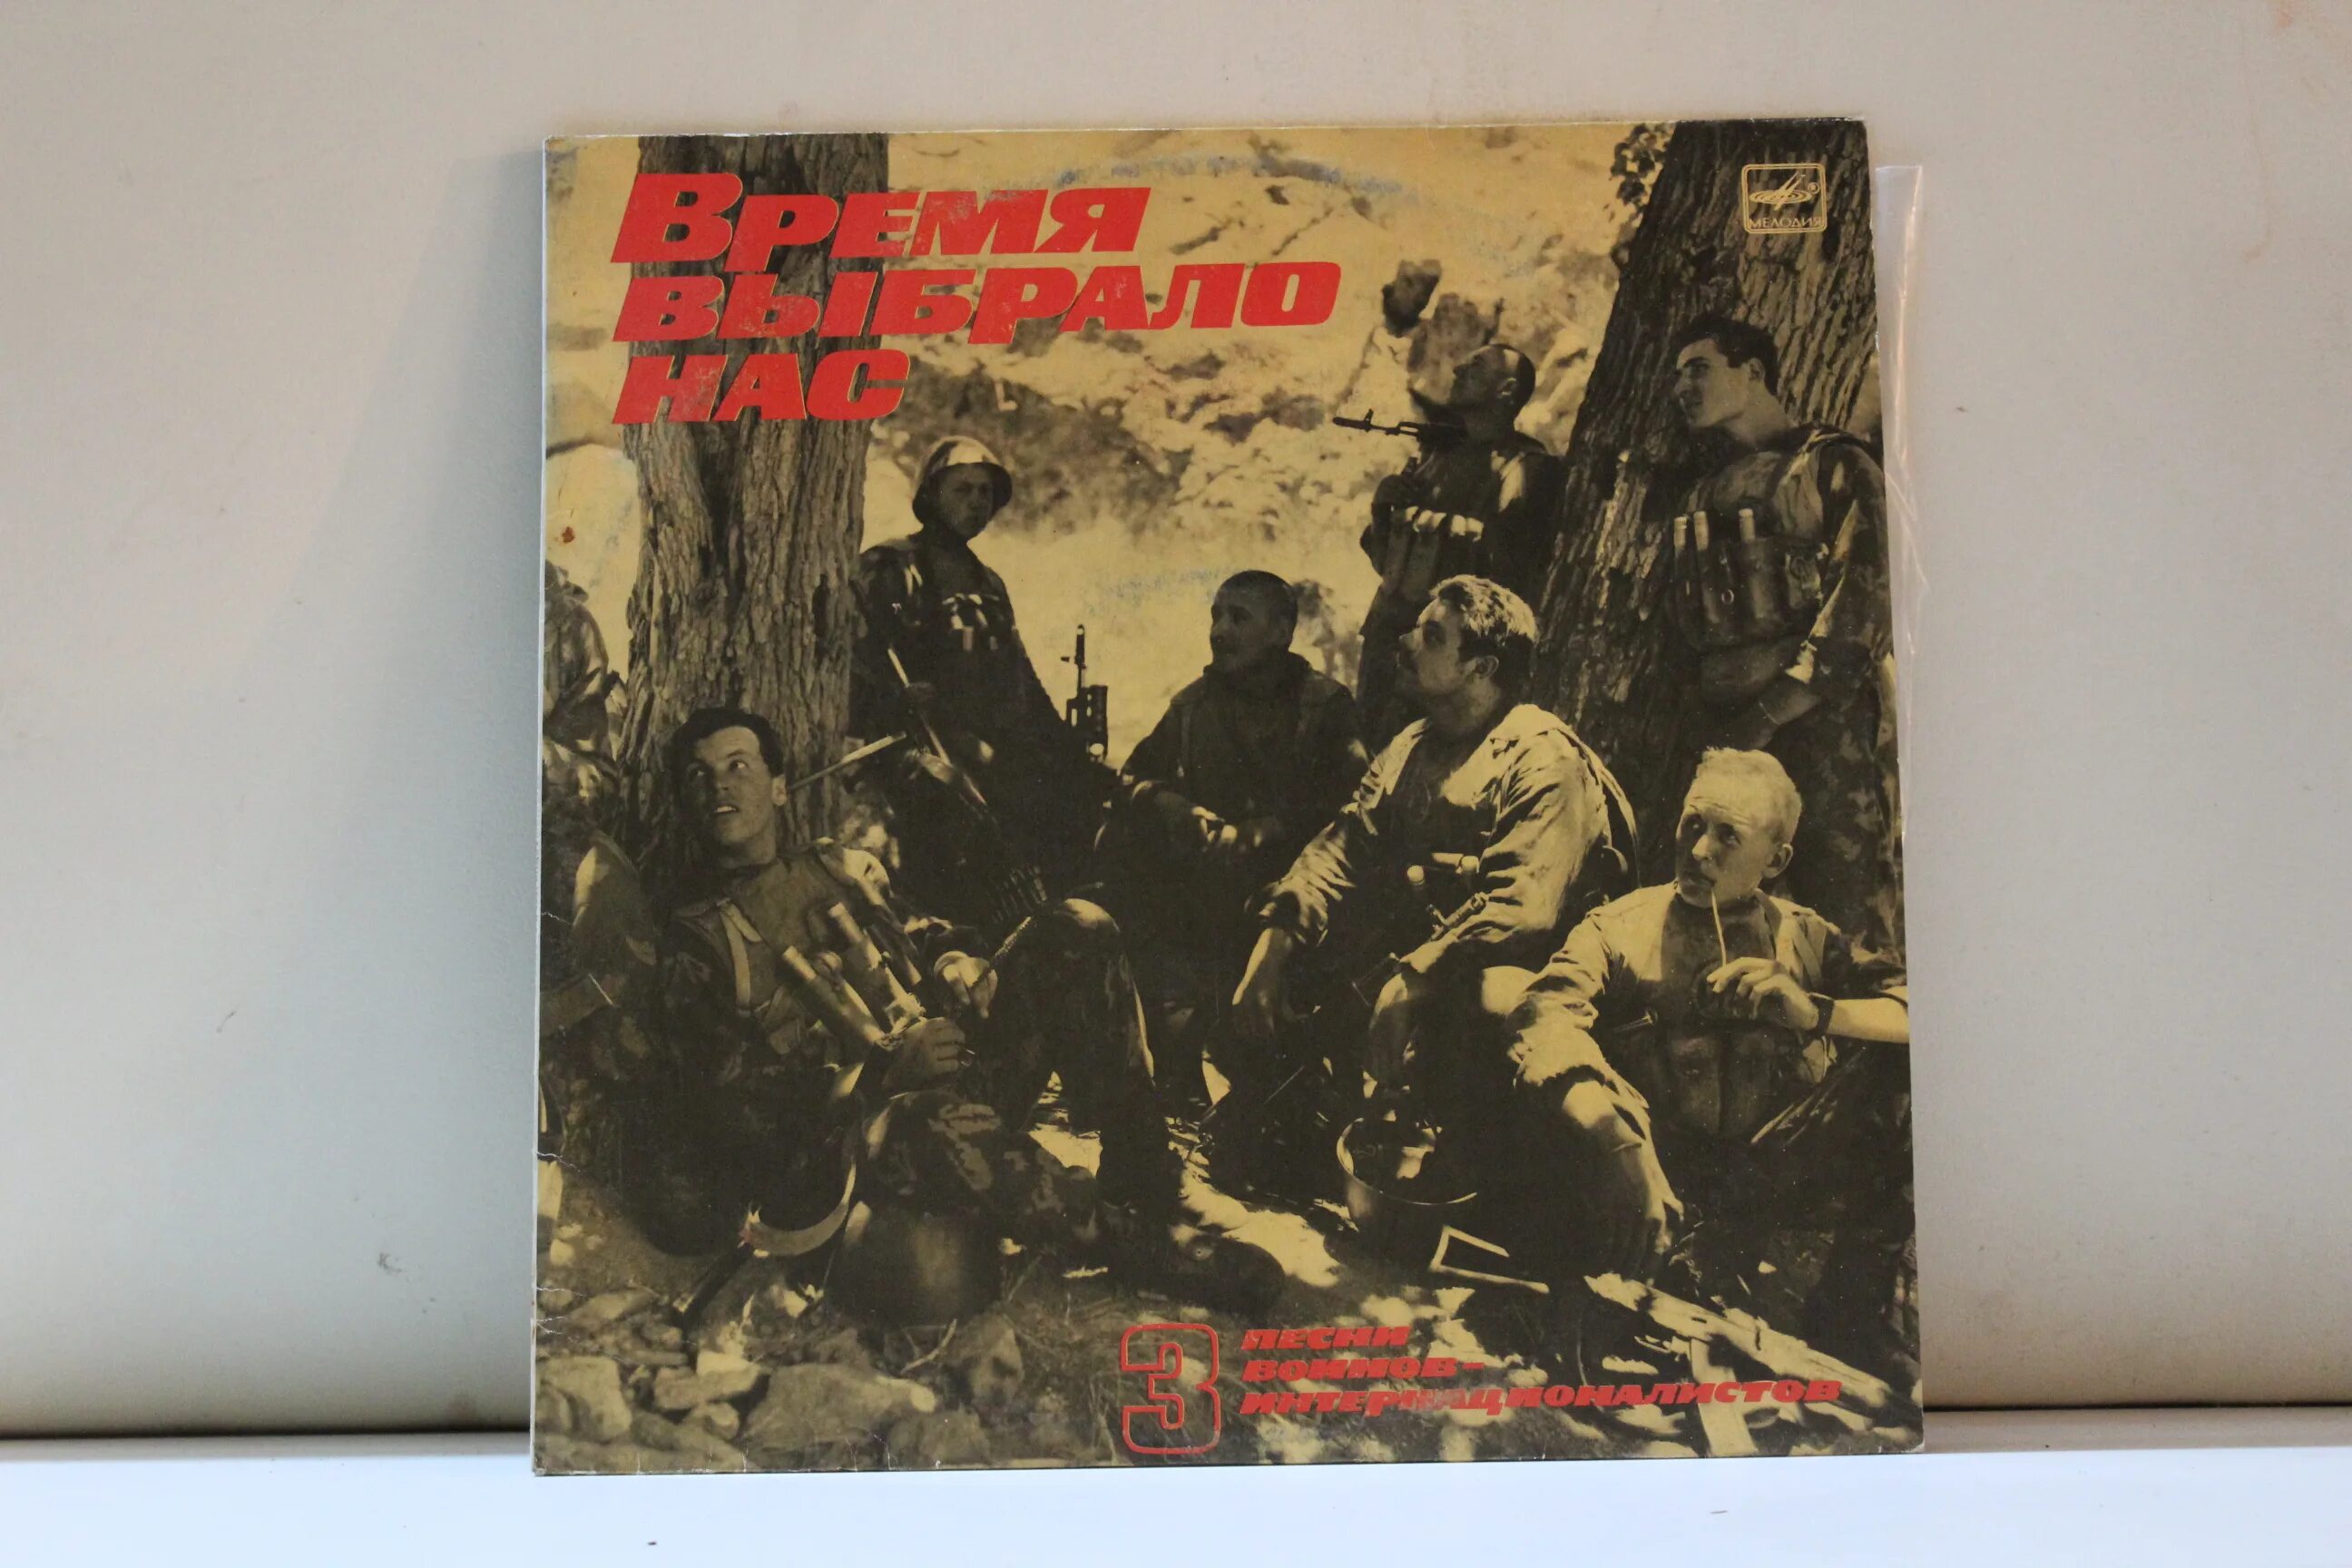 Время
выбрало
нас
МЕЛОДИЯ
3
песни
воинов-
интернационалистов